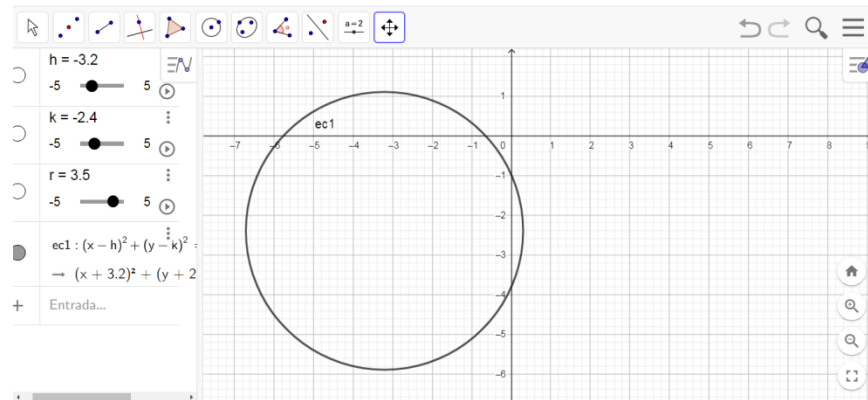 a=2
h = -3.2
-5 5
k = -2.4
-5 5
r = 3.5
-5 5
ec1 : (x − h)² + (y − k)² =
→ (x + 3.2)² + (y + 2
+ Entrada...
ec1
1
-7 -6 -5 -4 -3 -2 -1 0 1 2 3 4 5 6 7 8
-1
-2
-3
-4
-5
-6